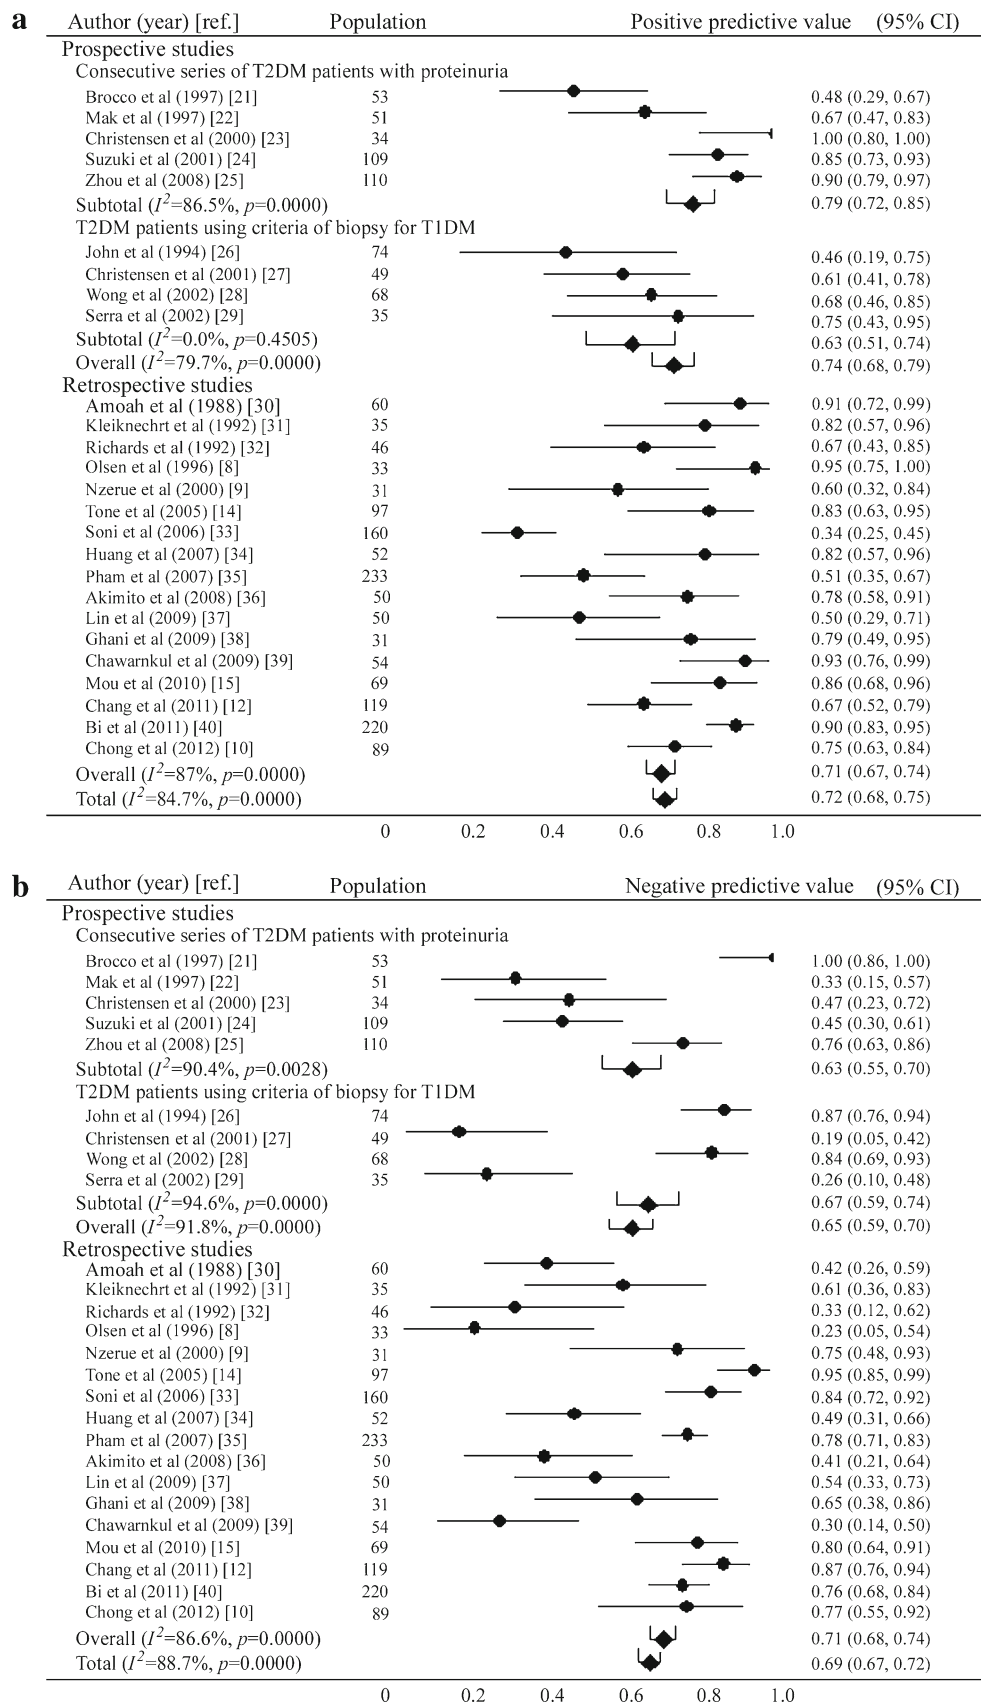 a Author (year) [ref.] Population Positive predictive value (95% CI)
Prospective studies
Consecutive series of T2DM patients with proteinuria
Brocco et al (1997) [21] 53 0.48 (0.29, 0.67)
Mak et al (1997) [22] 51 0.67 (0.47, 0.83)
Christensen et al (2000) [23] 34 1.00 (0.80, 1.00)
Suzuki et al (2001) [24] 109 0.85 (0.73, 0.93)
Zhou et al (2008) [25] 110 0.90 (0.79, 0.97)
Subtotal (I²=86.5%, p=0.0000) 0.79 (0.72, 0.85)
T2DM patients using criteria of biopsy for T1DM
John et al (1994) [26] 74 0.46 (0.19, 0.75)
Christensen et al (2001) [27] 49 0.61 (0.41, 0.78)
Wong et al (2002) [28] 68 0.68 (0.46, 0.85)
Serra et al (2002) [29] 35 0.75 (0.43, 0.95)
Subtotal (I²=0.0%, p=0.4505) 0.63 (0.51, 0.74)
Overall (I²=79.7%, p=0.0000) 0.74 (0.68, 0.79)
Retrospective studies
Amoah et al (1988) [30] 60 0.91 (0.72, 0.99)
Kleiknechrt et al (1992) [31] 35 0.82 (0.57, 0.96)
Richards et al (1992) [32] 46 0.67 (0.43, 0.85)
Olsen et al (1996) [8] 33 0.95 (0.75, 1.00)
Nzerue et al (2000) [9] 31 0.60 (0.32, 0.84)
Tone et al (2005) [14] 97 0.83 (0.63, 0.95)
Soni et al (2006) [33] 160 0.34 (0.25, 0.45)
Huang et al (2007) [34] 52 0.82 (0.57, 0.96)
Pham et al (2007) [35] 233 0.51 (0.35, 0.67)
Akimito et al (2008) [36] 50 0.78 (0.58, 0.91)
Lin et al (2009) [37] 50 0.50 (0.29, 0.71)
Ghani et al (2009) [38] 31 0.79 (0.49, 0.95)
Chawarnkul et al (2009) [39] 54 0.93 (0.76, 0.99)
Mou et al (2010) [15] 69 0.86 (0.68, 0.96)
Chang et al (2011) [12] 119 0.67 (0.52, 0.79)
Bi et al (2011) [40] 220 0.90 (0.83, 0.95)
Chong et al (2012) [10] 89 0.75 (0.63, 0.84)
Overall (I²=87%, p=0.0000) 0.71 (0.67, 0.74)
Total (I²=84.7%, p=0.0000) 0.72 (0.68, 0.75)
0 0.2 0.4 0.6 0.8 1.0
b Author (year) [ref.] Population Negative predictive value (95% CI)
Prospective studies
Consecutive series of T2DM patients with proteinuria
Brocco et al (1997) [21] 53 1.00 (0.86, 1.00)
Mak et al (1997) [22] 51 0.33 (0.15, 0.57)
Christensen et al (2000) [23] 34 0.47 (0.23, 0.72)
Suzuki et al (2001) [24] 109 0.45 (0.30, 0.61)
Zhou et al (2008) [25] 110 0.76 (0.63, 0.86)
Subtotal (I²=90.4%, p=0.0028) 0.63 (0.55, 0.70)
T2DM patients using criteria of biopsy for T1DM
John et al (1994) [26] 74 0.87 (0.76, 0.94)
Christensen et al (2001) [27] 49 0.19 (0.05, 0.42)
Wong et al (2002) [28] 68 0.84 (0.69, 0.93)
Serra et al (2002) [29] 35 0.26 (0.10, 0.48)
Subtotal (I²=94.6%, p=0.0000) 0.67 (0.59, 0.74)
Overall (I²=91.8%, p=0.0000) 0.65 (0.59, 0.70)
Retrospective studies
Amoah et al (1988) [30] 60 0.42 (0.26, 0.59)
Kleiknechrt et al (1992) [31] 35 0.61 (0.36, 0.83)
Richards et al (1992) [32] 46 0.33 (0.12, 0.62)
Olsen et al (1996) [8] 33 0.23 (0.05, 0.54)
Nzerue et al (2000) [9] 31 0.75 (0.48, 0.93)
Tone et al (2005) [14] 97 0.95 (0.85, 0.99)
Soni et al (2006) [33] 160 0.84 (0.72, 0.92)
Huang et al (2007) [34] 52 0.49 (0.31, 0.66)
Pham et al (2007) [35] 233 0.78 (0.71, 0.83)
Akimito et al (2008) [36] 50 0.41 (0.21, 0.64)
Lin et al (2009) [37] 50 0.54 (0.33, 0.73)
Ghani et al (2009) [38] 31 0.65 (0.38, 0.86)
Chawarnkul et al (2009) [39] 54 0.30 (0.14, 0.50)
Mou et al (2010) [15] 69 0.80 (0.64, 0.91)
Chang et al (2011) [12] 119 0.87 (0.76, 0.94)
Bi et al (2011) [40] 220 0.76 (0.68, 0.84)
Chong et al (2012) [10] 89 0.77 (0.55, 0.92)
Overall (I²=86.6%, p=0.0000) 0.71 (0.68, 0.74)
Total (I²=88.7%, p=0.0000) 0.69 (0.67, 0.72)
0 0.2 0.4 0.6 0.8 1.0